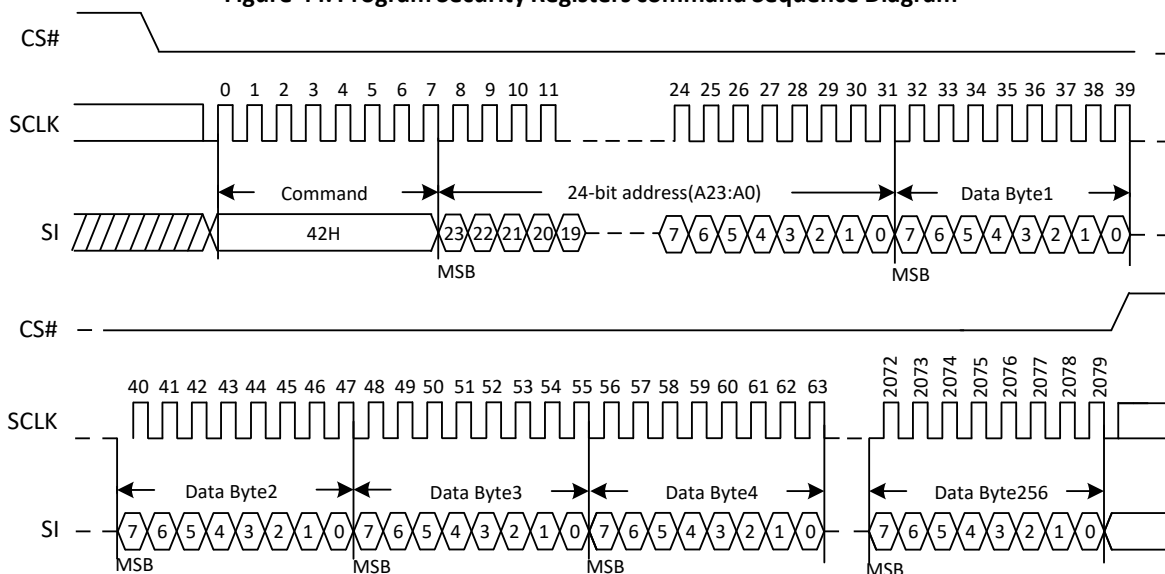 CS#
0 1 2 3 4 5 6 7 8 9 10 11 24 25 26 27 28 29 30 31 32 33 34 35 36 37 38 39
SCLK
Command 24-bit address(A23:A0) Data Byte1
SI 42H 23 22 21 20 19 7 6 5 4 3 2 1 0 7 6 5 4 3 2 1 0
MSB MSB
CS#
40 41 42 43 44 45 46 47 48 49 50 51 52 53 54 55 56 57 58 59 60 61 62 63 2072 2073 2074 2075 2076 2077 2078 2079
SCLK
Data Byte2 Data Byte3 Data Byte4 Data Byte256
SI 7 6 5 4 3 2 1 0 7 6 5 4 3 2 1 0 7 6 5 4 3 2 1 0 7 6 5 4 3 2 1 0
MSB MSB MSB MSB